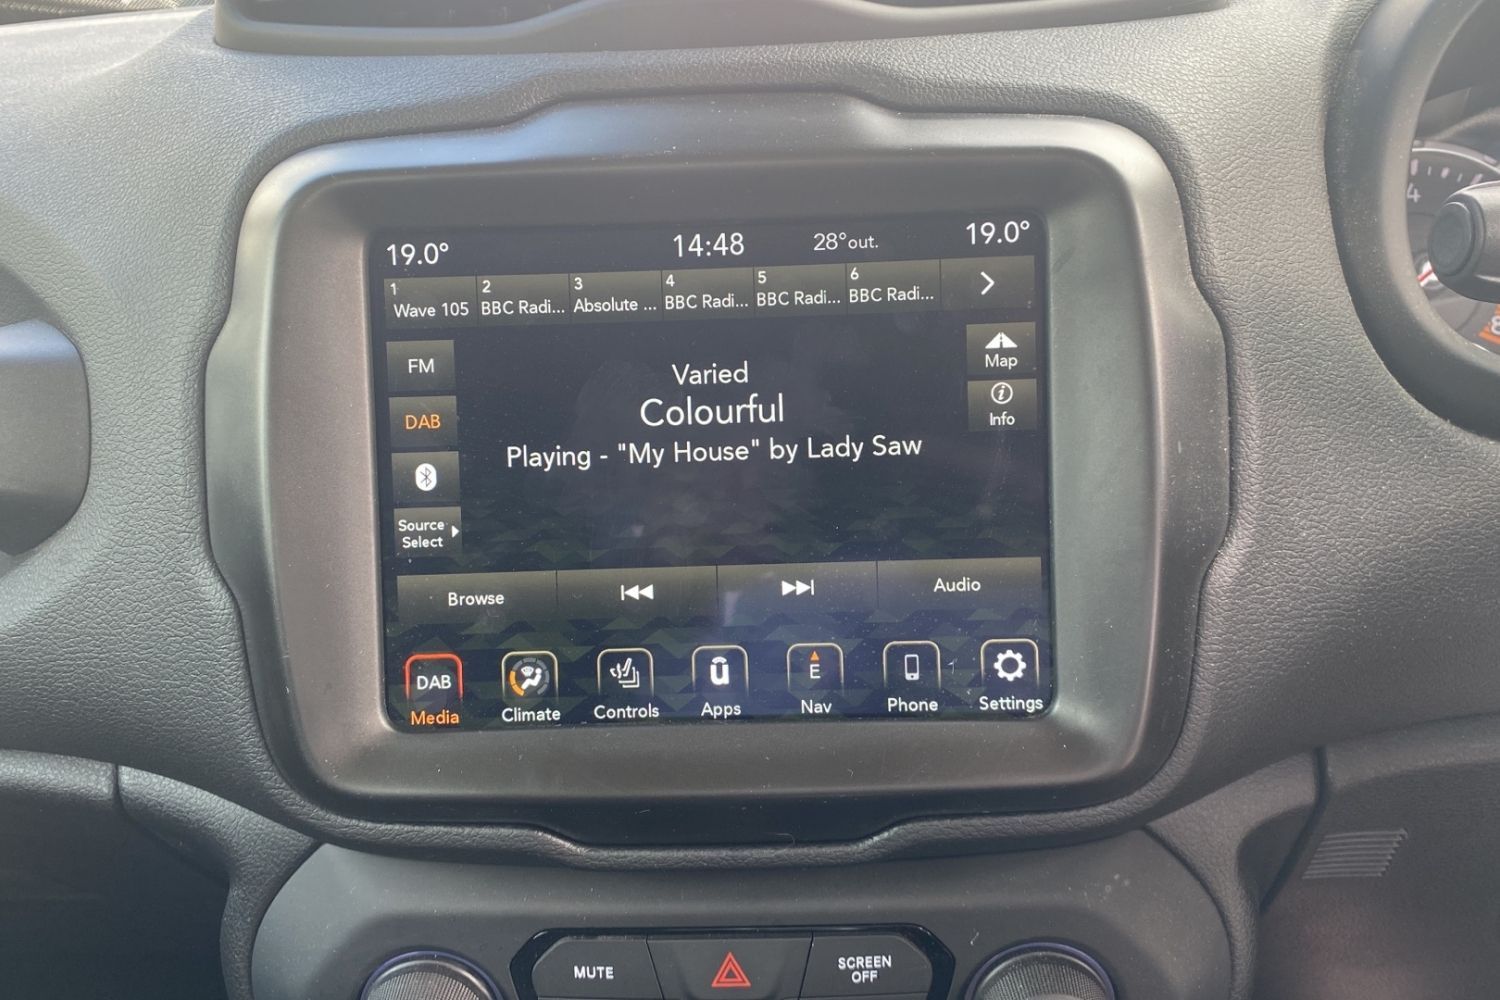 19.0° 14:48 28°out. 19.0°
1 2 3 4 5 6
Wave 105 BBC Radi... Absolute ... BBC Radi... BBC Radi... BBC Radi...
FM
Map
DAB
Info
Varied
Colourful
Playing - "My House" by Lady Saw
Source
Select
Browse Audio
DAB E
Media Climate Controls Apps Nav Phone Settings
MUTE
SCREEN
OFF
4